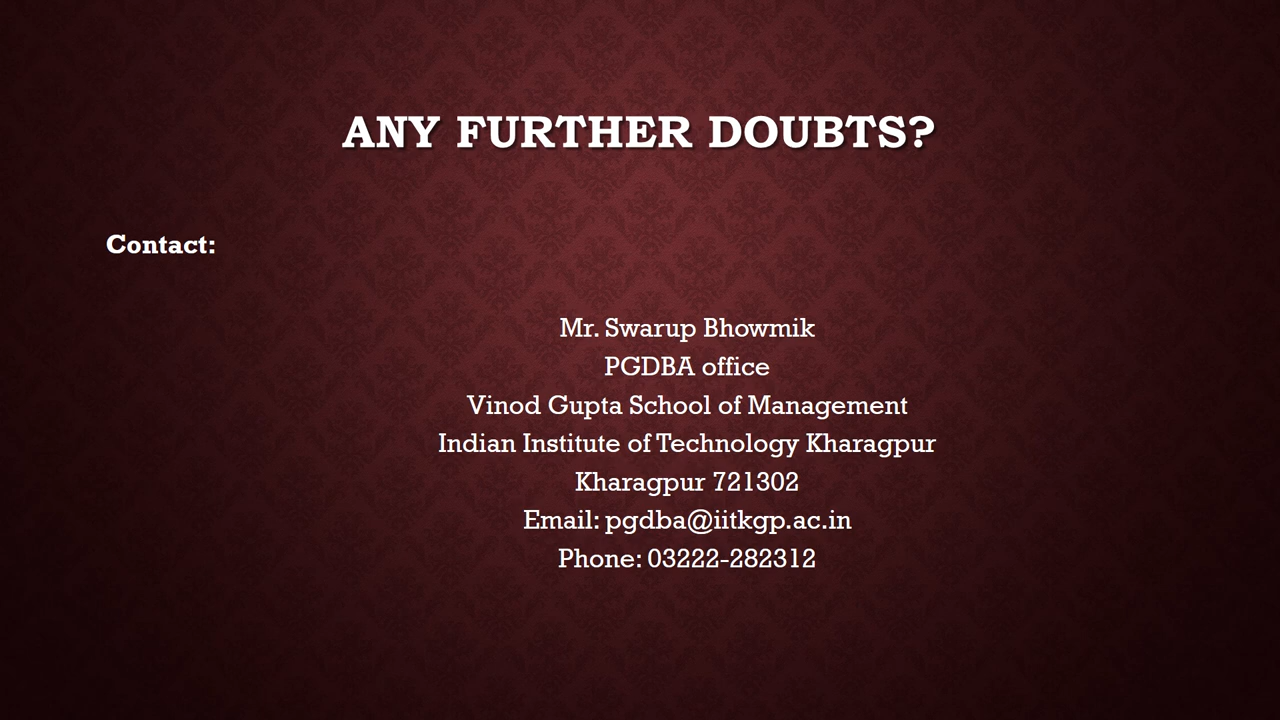 ANY FURTHER DOUBTS?
Contact:
Mr. Swarup Bhowmik
PGDBA office
Vinod Gupta School of Management
Indian Institute of Technology Kharagpur
Kharagpur 721302
Email: pgdba@iitkgp.ac.in
Phone: 03222-282312